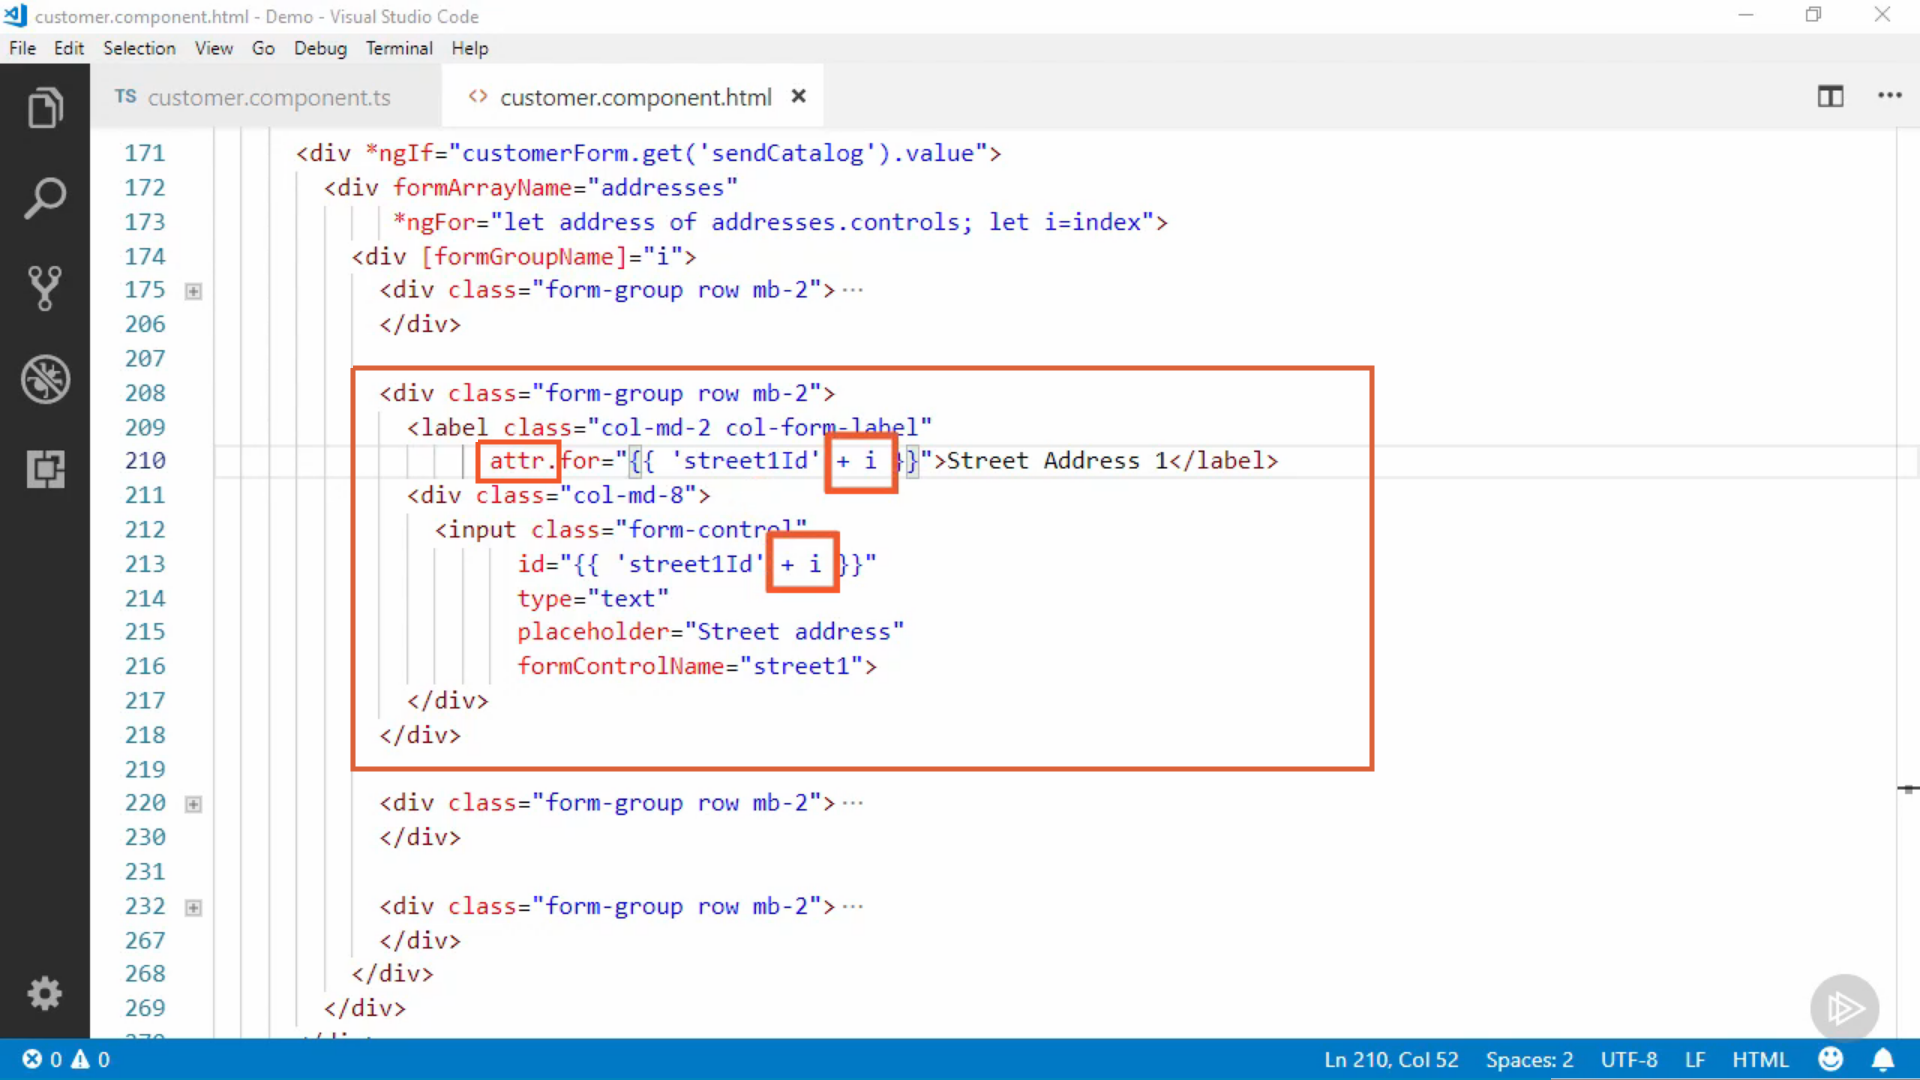 customer.component.html - Demo - Visual Studio Code
File Edit Selection View Go Debug Terminal Help
TS customer.component.ts <> customer.component.html
171 <div *ngIf="customerForm.get('sendCatalog').value">
172 <div formArrayName="addresses"
173 *ngFor="let address of addresses.controls; let i=index">
174 <div [formGroupName]="i">
175 <div class="form-group row mb-2">···
206 </div>
207
208 <div class="form-group row mb-2">
209 <label class="col-md-2 col-form-label"
210 attr.for="{{ 'street1Id' + i }}">Street Address 1</label>
211 <div class="col-md-8">
212 <input class="form-control"
213 id="{{ 'street1Id' + i }}"
214 type="text"
215 placeholder="Street address"
216 formControlName="street1">
217 </div>
218 </div>
219
220 <div class="form-group row mb-2">···
230 </div>
231
232 <div class="form-group row mb-2">···
267 </div>
268 </div>
269 </div>
0 0 Ln 210, Col 52 Spaces: 2 UTF-8 LF HTML